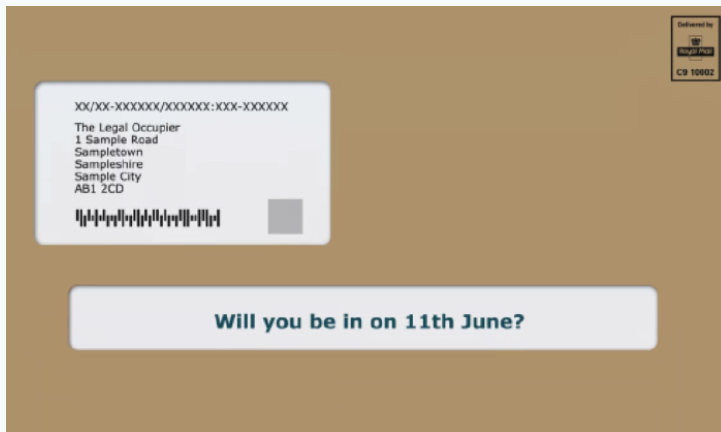 Delivered by
Royal Mail
C9 10002
XX/XX-XXXXXX/XXXXXX:XXX-XXXXXX
The Legal Occupier
1 Sample Road
Sampletown
Sampleshire
Sample City
AB1 2CD
Will you be in on 11th June?